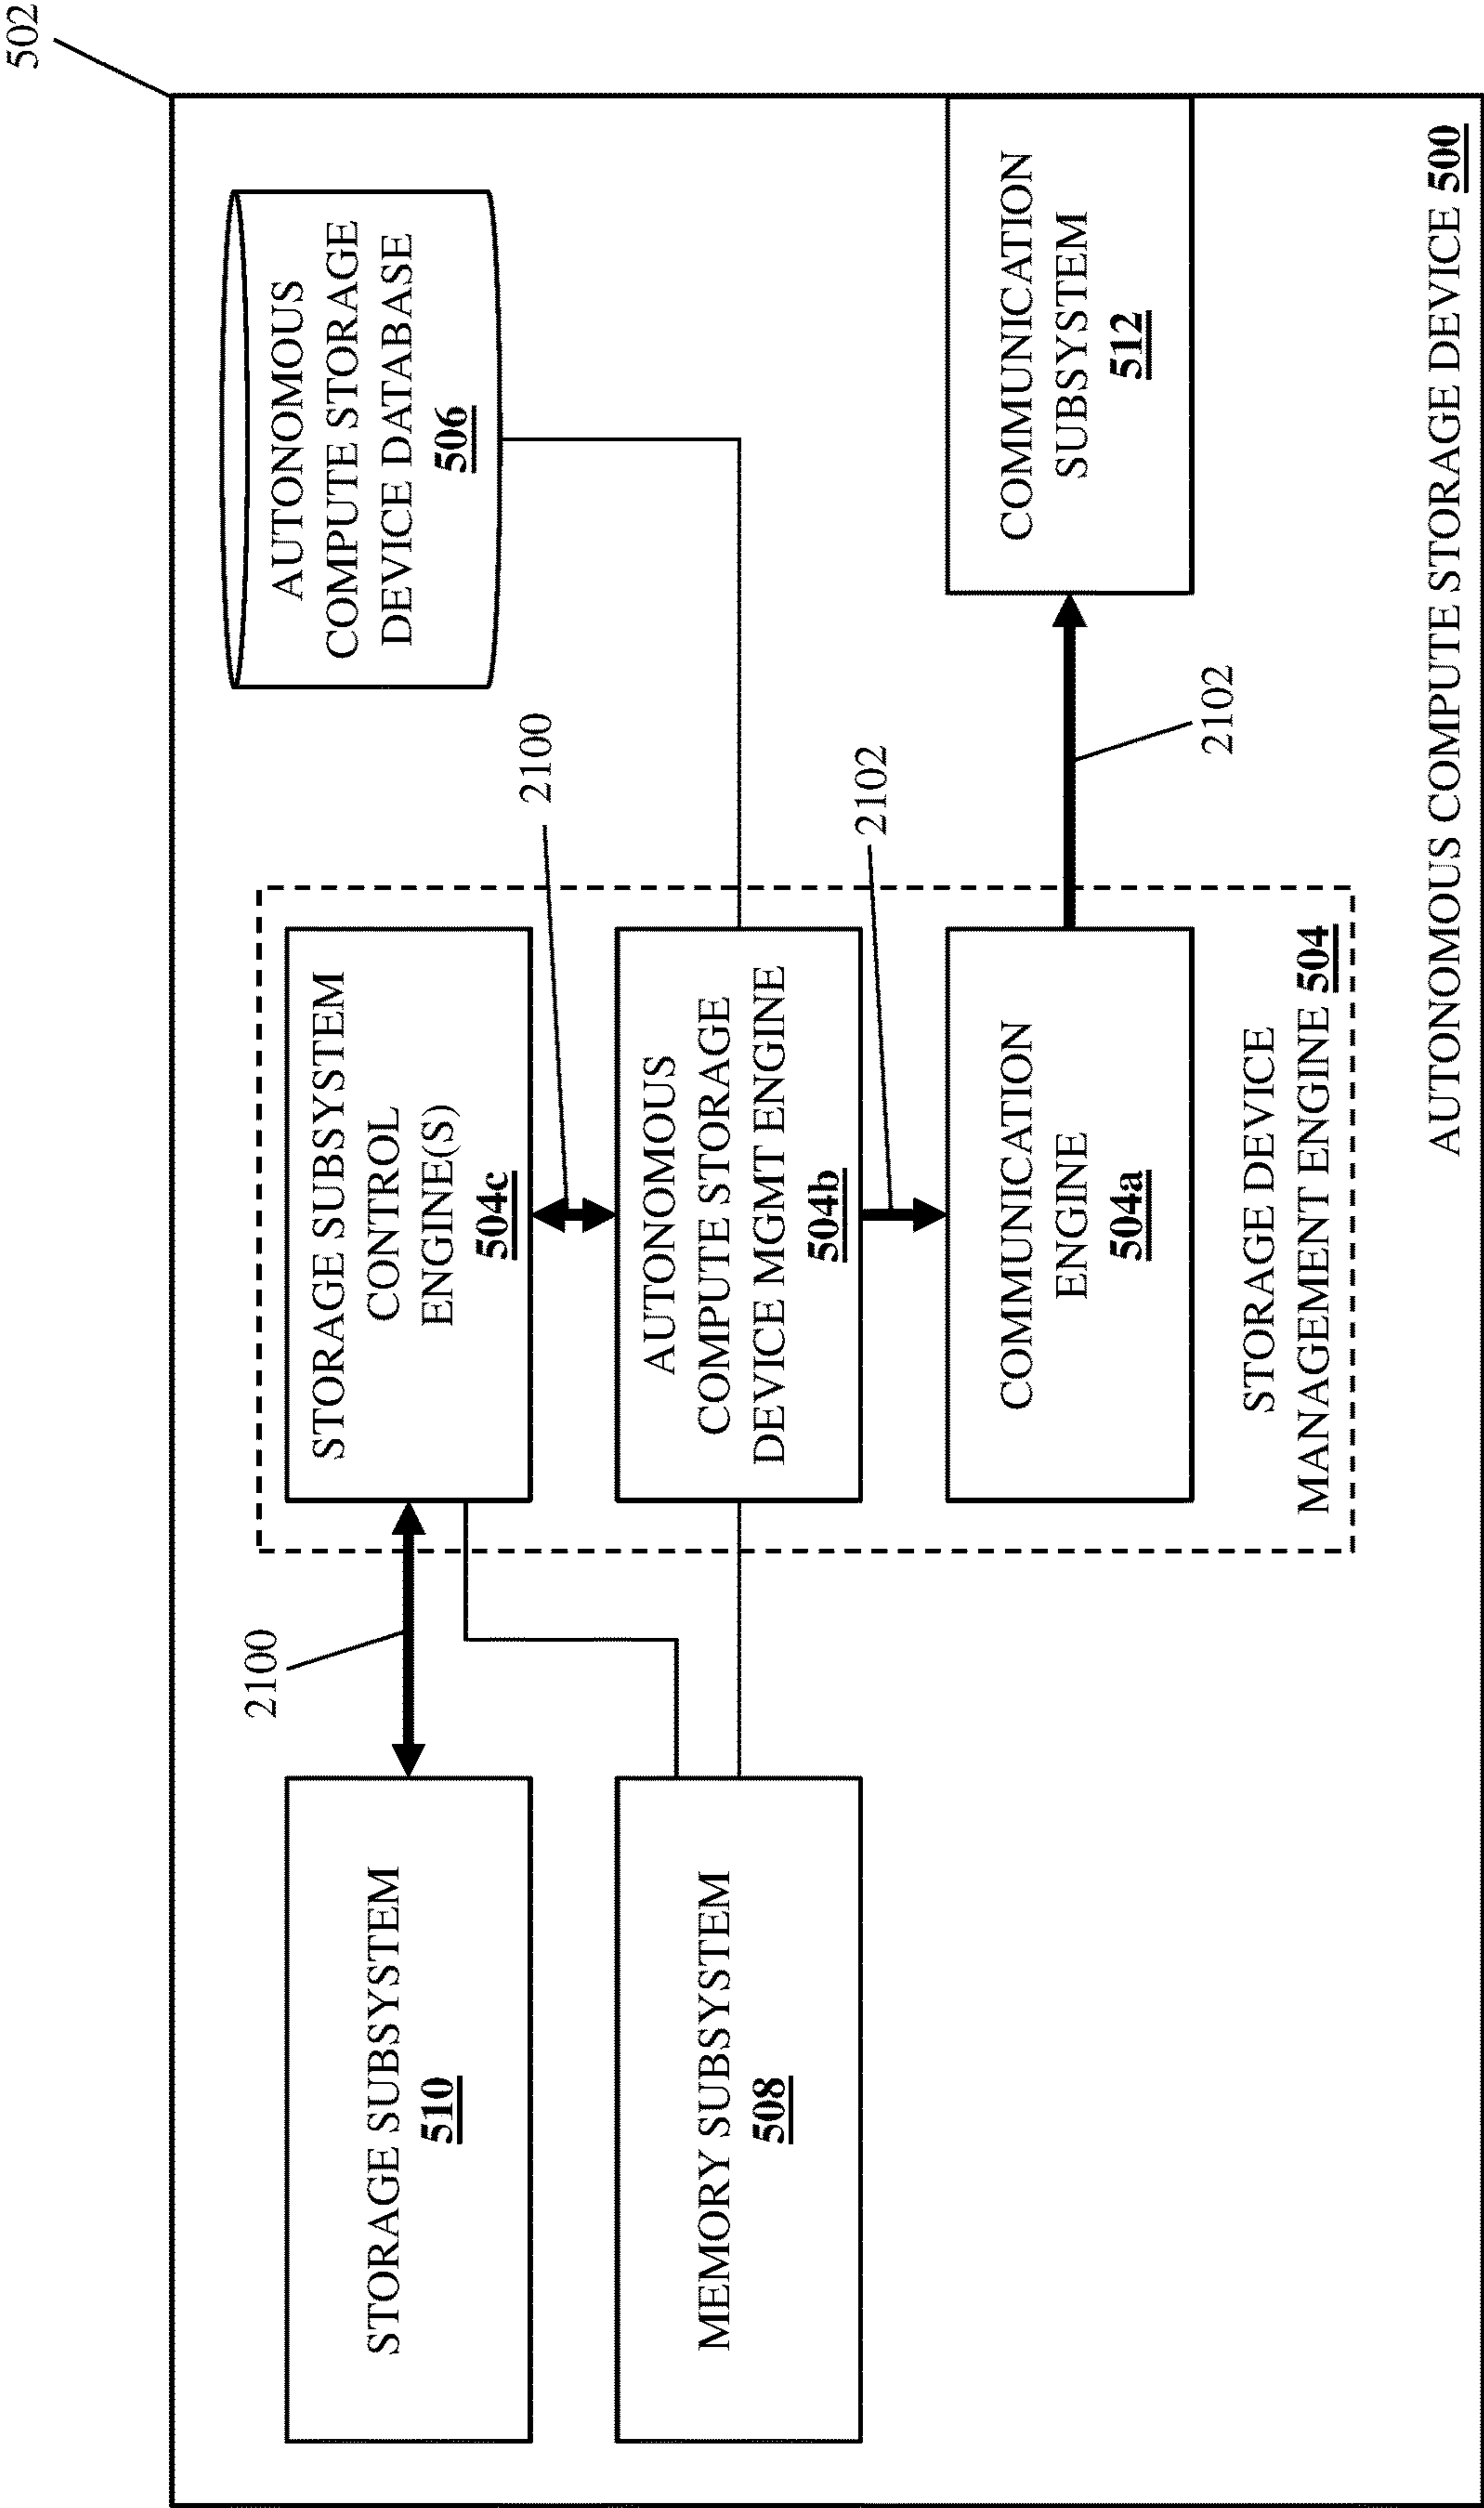 502
STORAGE SUBSYSTEM
510
2100
STORAGE SUBSYSTEM
CONTROL
ENGINE(S)
504c
2100
AUTONOMOUS
COMPUTE STORAGE
DEVICE DATABASE
506
MEMORY SUBSYSTEM
508
AUTONOMOUS
COMPUTE STORAGE
DEVICE MGMT ENGINE
504b
2102
COMMUNICATION
ENGINE
504a
2102
COMMUNICATION
SUBSYSTEM
512
STORAGE DEVICE
MANAGEMENT ENGINE 504
AUTONOMOUS COMPUTE STORAGE DEVICE 500